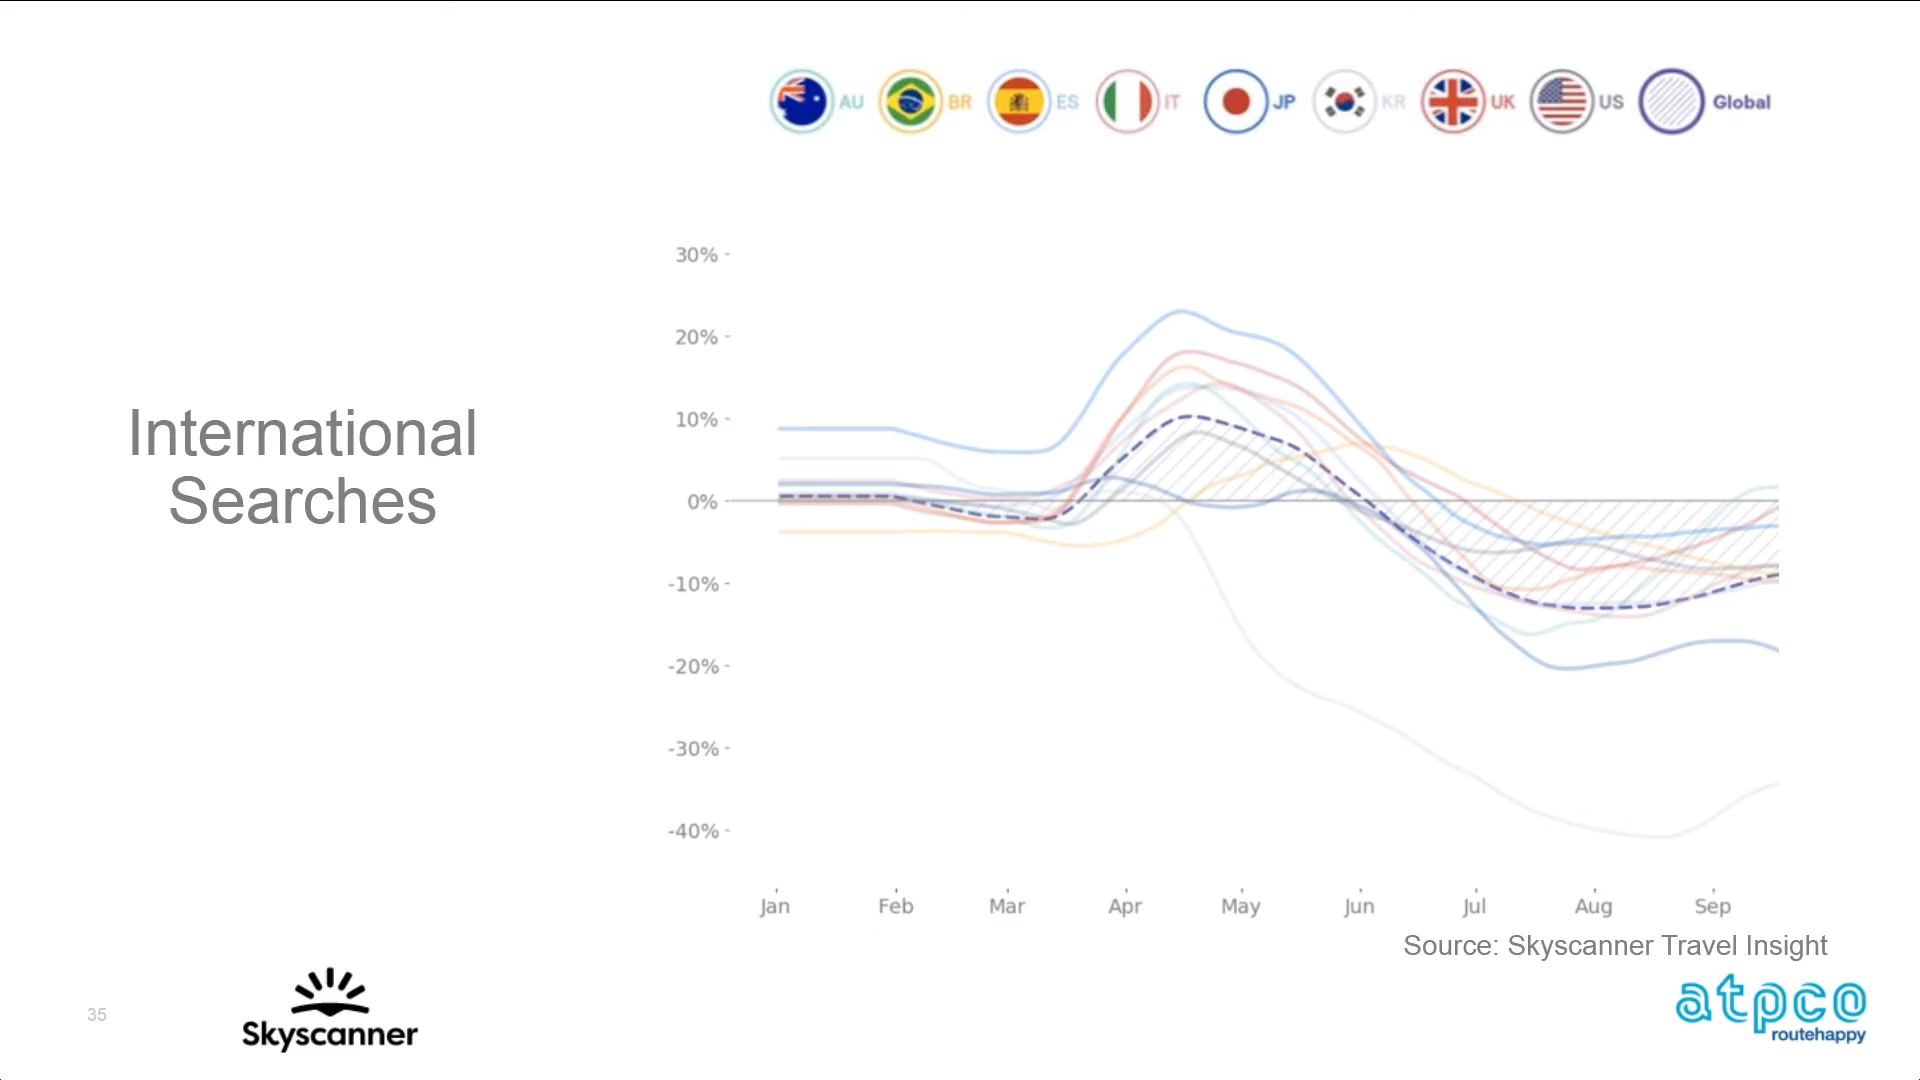 AU BR ES IT JP KR UK US Global
30%
20%
10%
0%
-10%
-20%
-30%
-40%
International
Searches
Jan Feb Mar Apr May Jun Jul Aug Sep
Source: Skyscanner Travel Insight
35
Skyscanner
atpco
routehappy